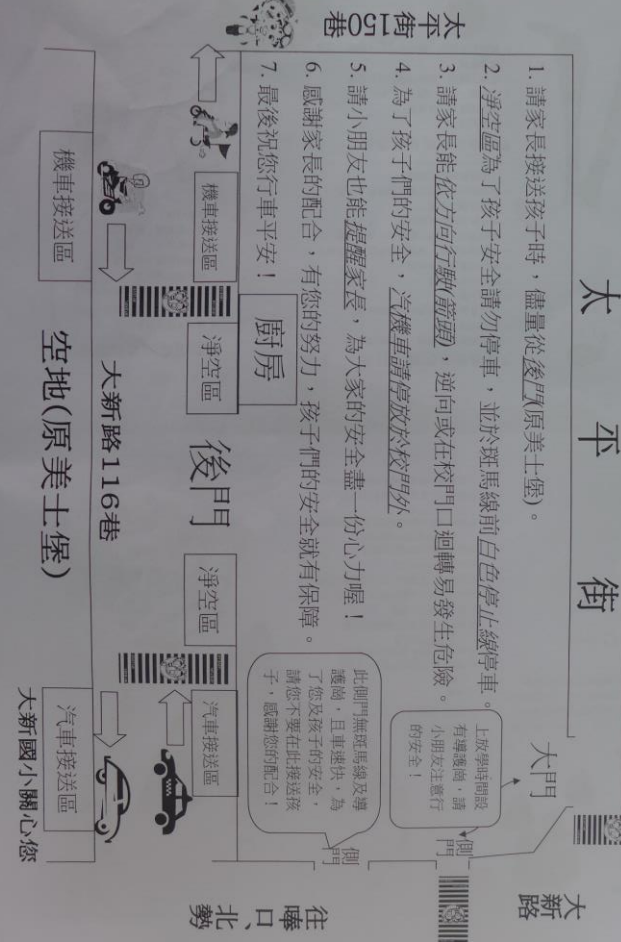 太平街
太平街150巷
1. 請家長接送孩子時，儘量從後門(原美士堡)。
2. 淨空區為了孩子安全請勿停車，並於斑馬線前白色停止線停車。
3. 請家長能依方向行駛(箭頭)，逆向或在校門口迴轉易發生危險。
4. 為了孩子們的安全，汽機車請停放於校門外。
5. 請小朋友也能提醒家長，為大家的安全盡一份心力喔！
6. 感謝家長的配合，有您的努力，孩子們的安全就有保障。
7. 最後祝您行車平安！
大門
大新路
上放學時間設
有導護崗，請
小朋友注意行
的安全！
側門
此側門無斑馬線及導
護崗，且車速快，為
了您及孩子的安全，
請您不要在此接送孩
子，感謝您的配合！
側門
往嘐口、北勢
廚房
機車接送區
淨空區
後門
淨空區
汽車接送區
大新路116巷
機車接送區
空地(原美士堡)
汽車接送區
大新國小關心您